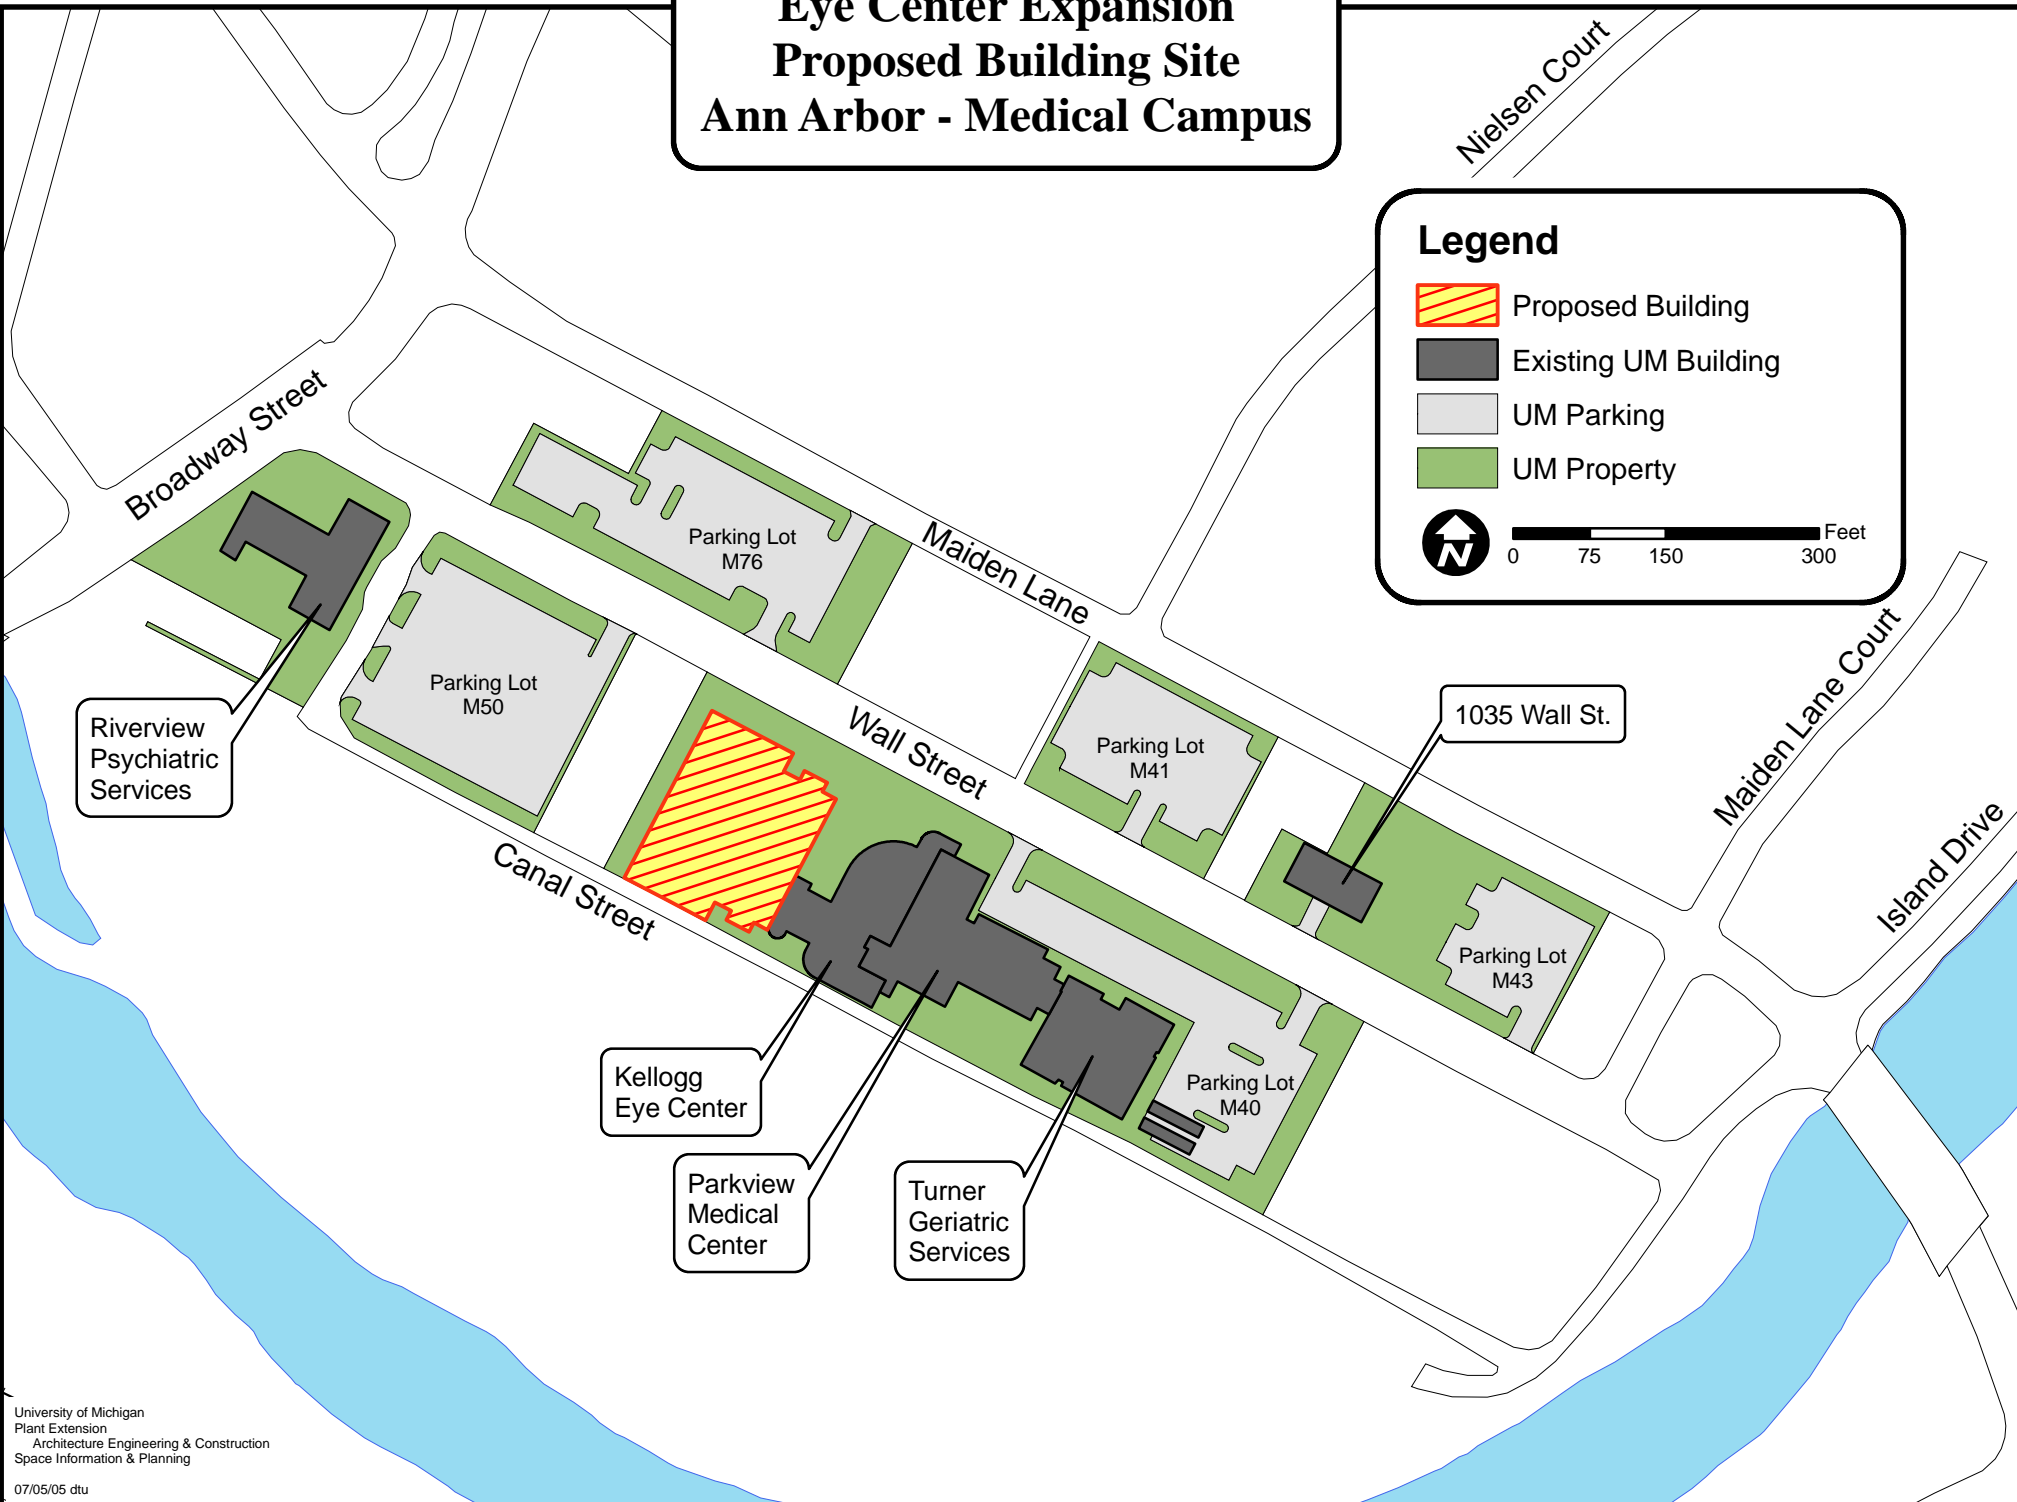 Eye Center Expansion
Proposed Building Site
Ann Arbor - Medical Campus
Nielsen Court
Legend
Proposed Building
Existing UM Building
UM Parking
UM Property
N
Feet
0 75 150 300
Broadway Street
Parking Lot
M76
Maiden Lane
Maiden Lane Court
Parking Lot
M50
Riverview
Psychiatric
Services
Wall Street
Parking Lot
M41
1035 Wall St.
Island Drive
Canal Street
Parking Lot
M43
Kellogg
Eye Center
Parking Lot
M40
Parkview
Medical
Center
Turner
Geriatric
Services
University of Michigan
Plant Extension
Architecture Engineering & Construction
Space Information & Planning
07/05/05 dtu